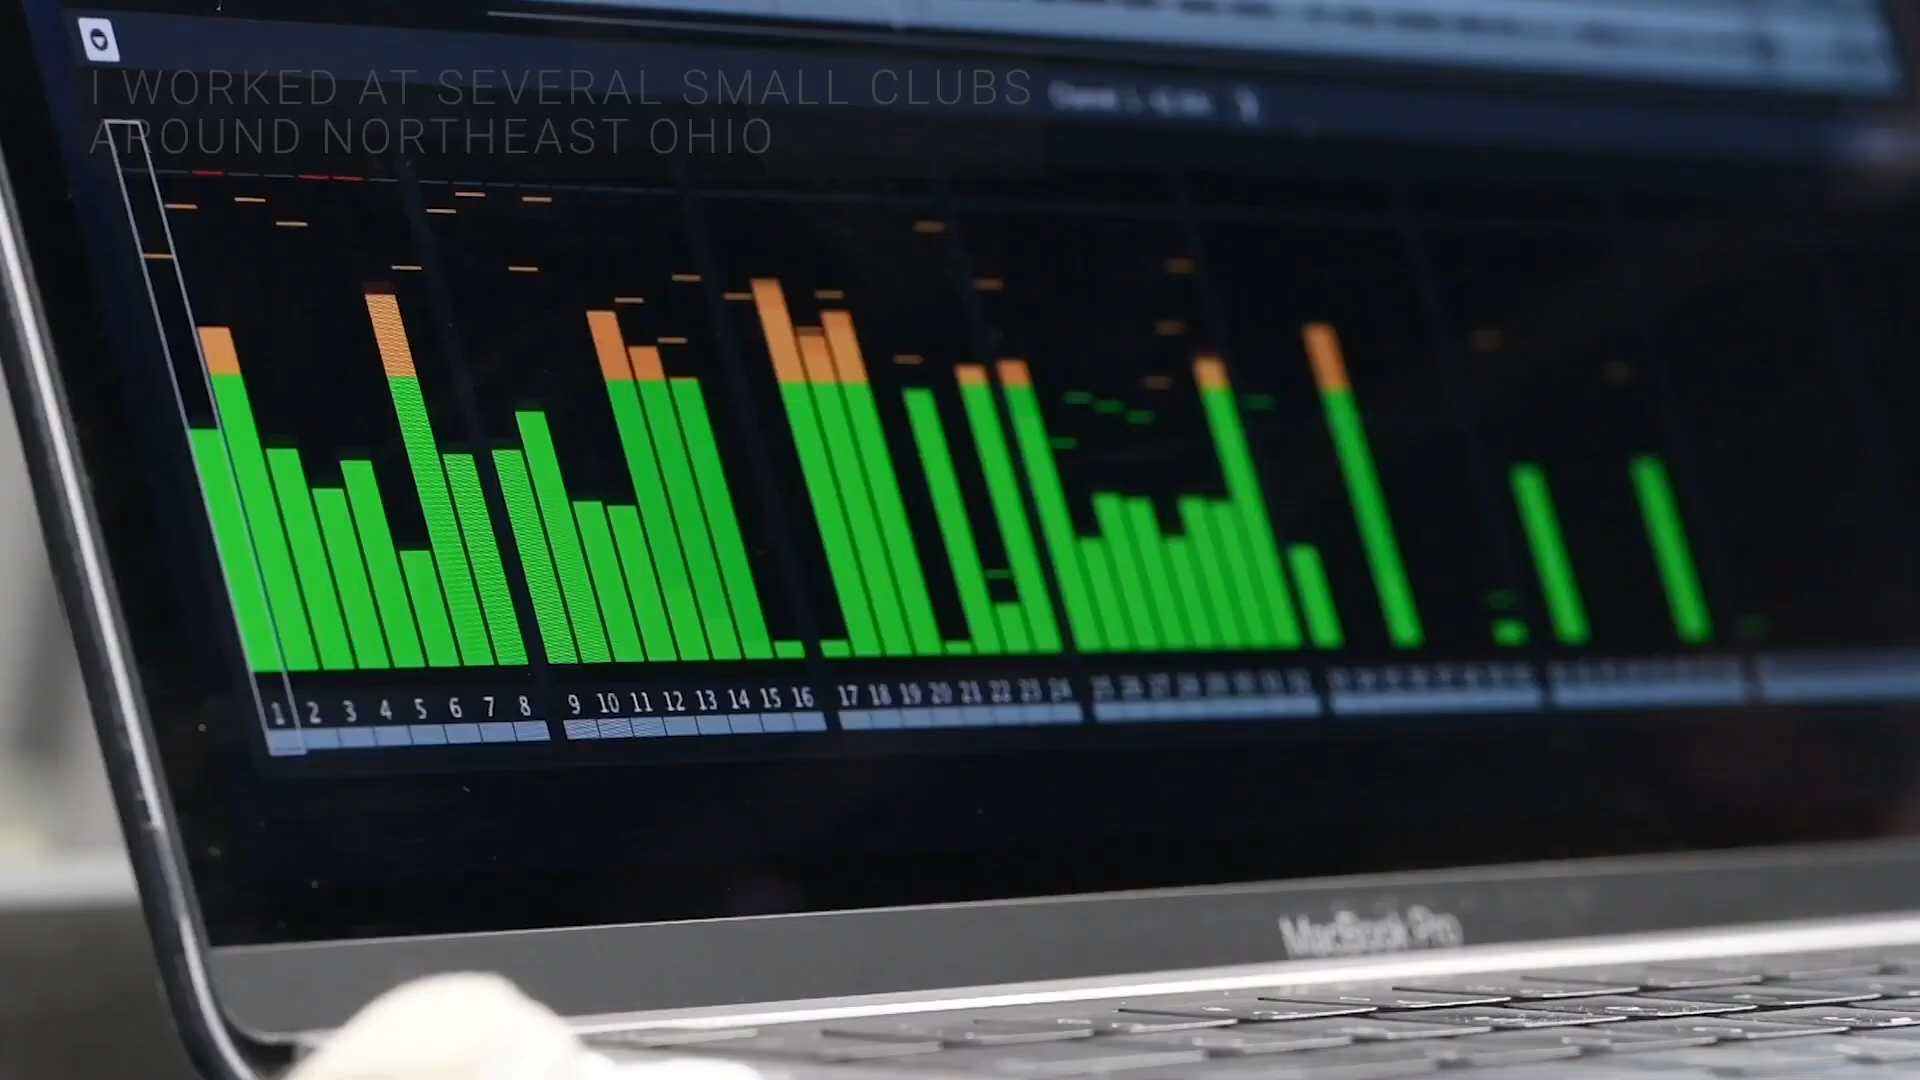 I WORKED AT SEVERAL SMALL CLUBS
AROUND NORTHEAST OHIO
1 2 3 4 5 6 7 8 9 10 11 12 13 14 15 16 17 18 19 20 21 22 23 24
MacBook Pro